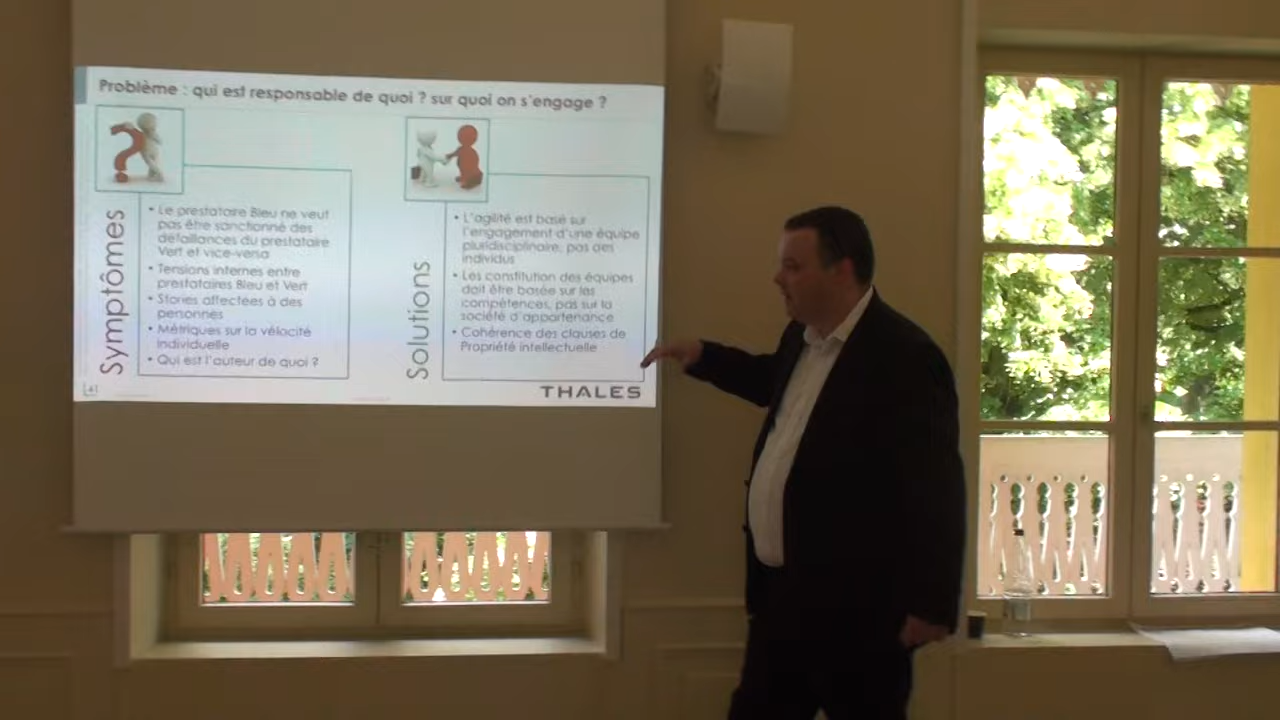 Problème : qui est responsable de quoi ? sur quoi on s'engage ?
Symptômes
• Le prestataire Bleu ne veut
pas être sanctionné des
défaillances du prestataire
Vert et vice-versa
• Tensions internes entre
prestataires Bleu et Vert
• Stories affectées à des
personnes
• Métriques sur la vélocité
individuelle
• Qui est l'auteur de quoi ?
Solutions
• L'agilité est basé sur
l'engagement d'une équipe
pluridisciplinaire, pas des
individus
• Les constitution des équipes
doit être basée sur les
compétences, pas sur la
société d'appartenance
• Cohérence des clauses de
Propriété intellectuelle
THALES